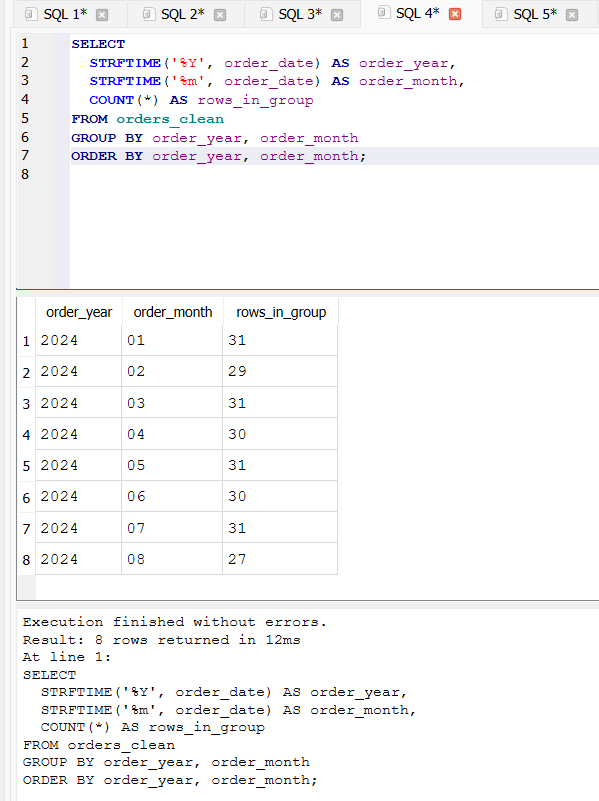 SQL 1* SQL 2* SQL 3* SQL 4* SQL 5*
1 SELECT
2 STRFTIME('%Y', order_date) AS order_year,
3 STRFTIME('%m', order_date) AS order_month,
4 COUNT(*) AS rows_in_group
5 FROM orders_clean
6 GROUP BY order_year, order_month
7 ORDER BY order_year, order_month;
8
order_year order_month rows_in_group
1 2024 01 31
2 2024 02 29
3 2024 03 31
4 2024 04 30
5 2024 05 31
6 2024 06 30
7 2024 07 31
8 2024 08 27
Execution finished without errors.
Result: 8 rows returned in 12ms
At line 1:
SELECT
STRFTIME('%Y', order_date) AS order_year,
STRFTIME('%m', order_date) AS order_month,
COUNT(*) AS rows_in_group
FROM orders_clean
GROUP BY order_year, order_month
ORDER BY order_year, order_month;